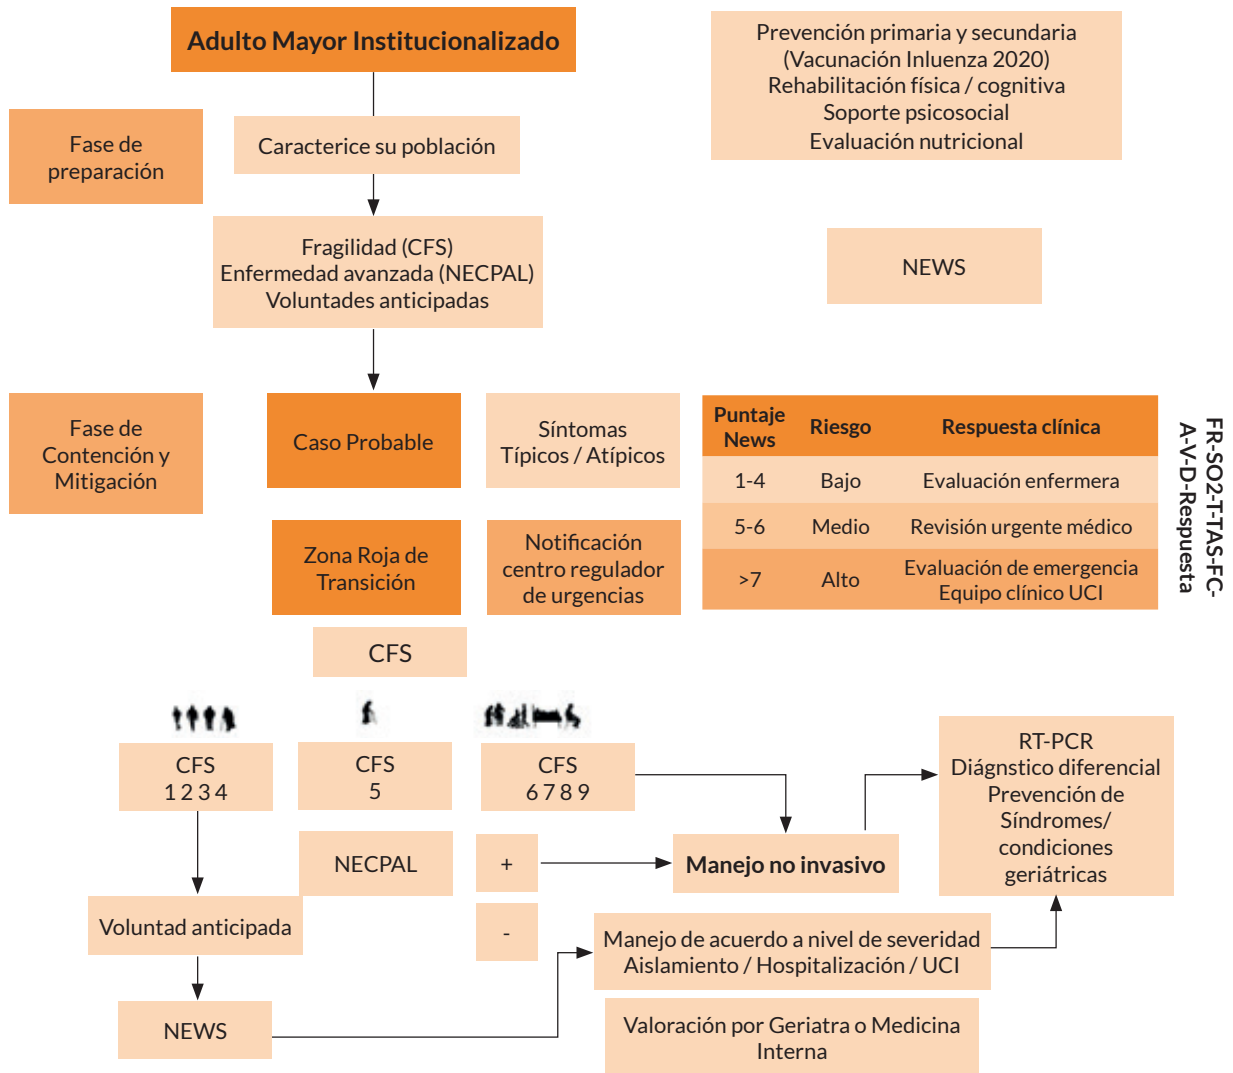 Adulto Mayor Institucionalizado
Prevención primaria y secundaria
(Vacunación Inluenza 2020)
Rehabilitación física / cognitiva
Soporte psicosocial
Evaluación nutricional
Fase de
preparación
Caracterice su población
Fragilidad (CFS)
Enfermedad avanzada (NECPAL)
Voluntades anticipadas
NEWS
Fase de
Contención y
Mitigación
Caso Probable
Síntomas
Típicos / Atípicos
Zona Roja de
Transición
Notificación
centro regulador
de urgencias
Puntaje
News
Riesgo
Respuesta clínica
1-4
Bajo
Evaluación enfermera
5-6
Medio
Revisión urgente médico
>7
Alto
Evaluación de emergencia
Equipo clínico UCI
FR-SO2-T-TAS-FC-
A-V-D-Respuesta
CFS
CFS
1 2 3 4
CFS
5
CFS
6 7 8 9
NECPAL
+
-
Manejo no invasivo
RT-PCR
Diágnstico diferencial
Prevención de
Síndromes/
condiciones
geriátricas
Voluntad anticipada
NEWS
Manejo de acuerdo a nivel de severidad
Aislamiento / Hospitalización / UCI
Valoración por Geriatra o Medicina
Interna